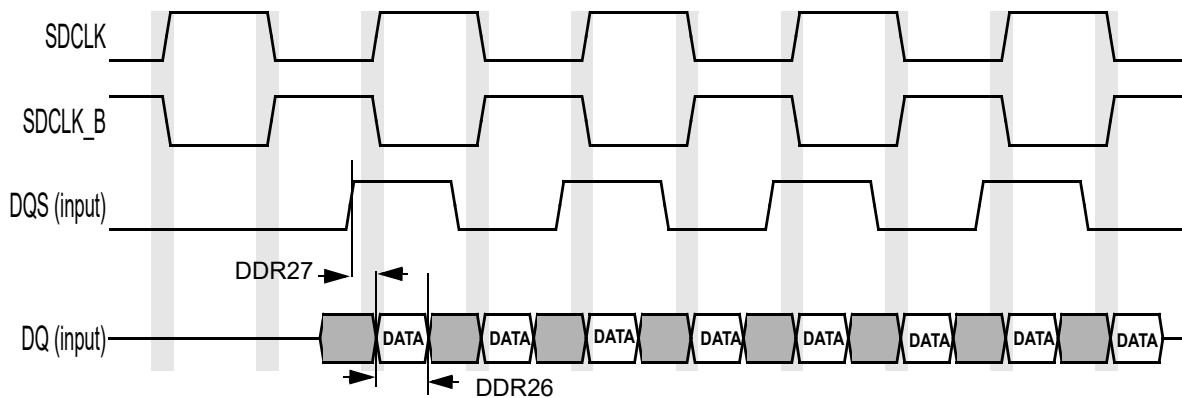 SDCLK
SDCLK_B
DQS (input)
DDR27
DQ (input)
DATA DATA DATA DATA DATA DATA DATA DATA
DDR26